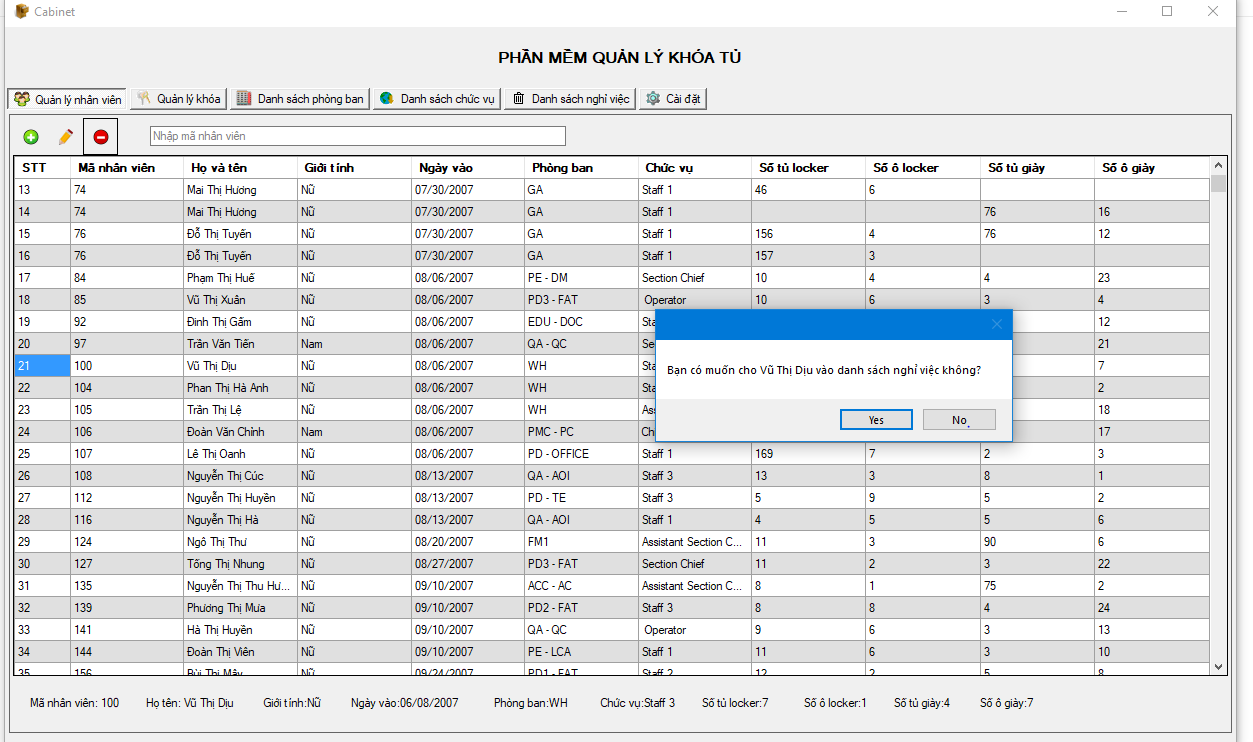 Cabinet
PHẦN MỀM QUẢN LÝ KHÓA TỦ
Quản lý nhân viên Quản lý khóa Danh sách phòng ban Danh sách chức vụ Danh sách nghỉ việc Cài đặt
Nhập mã nhân viên
STT Mã nhân viên Họ và tên Giới tính Ngày vào Phòng ban Chức vụ Số tủ locker Số ô locker Số tủ giày Số ô giày
13 74 Mai Thị Hương Nữ 07/30/2007 GA Staff 1 46 6
14 74 Mai Thị Hương Nữ 07/30/2007 GA Staff 1 76 16
15 76 Đỗ Thị Tuyến Nữ 07/30/2007 GA Staff 1 156 4 76 12
16 76 Đỗ Thị Tuyến Nữ 07/30/2007 GA Staff 1 157 3
17 84 Phạm Thị Huế Nữ 08/06/2007 PE - DM Section Chief 10 4 4 23
18 85 Vũ Thị Xuân Nữ 08/06/2007 PD3 - FAT Operator 10 6 3 4
19 92 Đinh Thị Gấm Nữ 08/06/2007 EDU - DOC Sta 12
20 97 Trần Văn Tiến Nam 08/06/2007 QA - QC Se 21
21 100 Vũ Thị Dịu Nữ 08/06/2007 WH Sta 7
22 104 Phan Thị Hà Anh Nữ 08/06/2007 WH Sta 2
23 105 Trần Thị Lệ Nữ 08/06/2007 WH Ass 18
24 106 Đoàn Văn Chỉnh Nam 08/06/2007 PMC - PC Chi 17
Bạn có muốn cho Vũ Thị Dịu vào danh sách nghỉ việc không?
Yes No
25 107 Lê Thị Oanh Nữ 08/06/2007 PD - OFFICE Staff 1 169 7 2 3
26 108 Nguyễn Thị Cúc Nữ 08/13/2007 QA - AOI Staff 3 13 3 8 1
27 112 Nguyễn Thị Huyền Nữ 08/13/2007 PD - TE Staff 3 5 9 5 2
28 116 Nguyễn Thị Hà Nữ 08/13/2007 QA - AOI Staff 1 4 5 5 6
29 124 Ngô Thị Thư Nữ 08/20/2007 FM1 Assistant Section C... 11 3 90 6
30 127 Tống Thị Nhung Nữ 08/27/2007 PD3 - FAT Section Chief 11 2 3 22
31 135 Nguyễn Thị Thu Hư... Nữ 09/10/2007 ACC - AC Assistant Section C... 8 1 75 2
32 139 Phương Thị Mưa Nữ 09/10/2007 PD2 - FAT Staff 3 8 8 4 24
33 141 Hà Thị Huyền Nữ 09/10/2007 QA - QC Operator 9 6 3 13
34 144 Đoàn Thị Viên Nữ 09/10/2007 PE - LCA Staff 1 11 6 3 10
35 156 Bùi Thị Mây Nữ 09/24/2007 PD1 - FAT Staff 2 12 2 5 8
Mã nhân viên: 100 Họ tên: Vũ Thị Dịu Giới tính:Nữ Ngày vào:06/08/2007 Phòng ban:WH Chức vụ:Staff 3 Số tủ locker:7 Số ô locker:1 Số tủ giày:4 Số ô giày:7